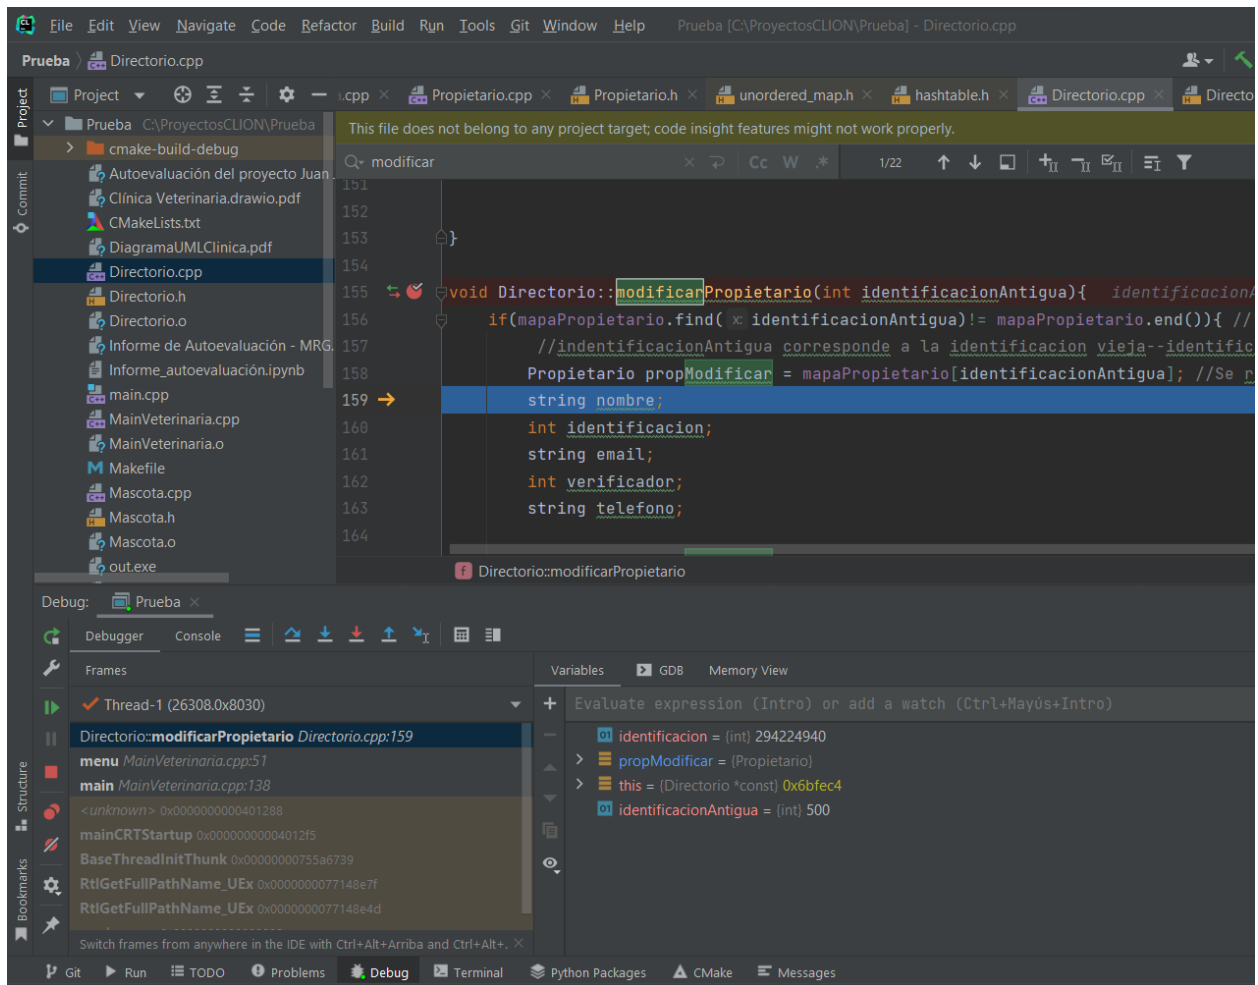 File Edit View Navigate Code Refactor Build Run Tools Git Window Help Prueba [C:\ProyectosCLION\Prueba] - Directorio.cpp
Prueba Directorio.cpp
Project .cpp Propietario.cpp Propietario.h unordered_map.h hashtable.h Directorio.cpp Directo
Project
Commit
Structure
Bookmarks
Prueba C:\ProyectosCLION\Prueba
cmake-build-debug
Autoevaluación del proyecto Juan
Clínica Veterinaria.drawio.pdf
CMakeLists.txt
DiagramaUMLClinica.pdf
Directorio.cpp
Directorio.h
Directorio.o
Informe de Autoevaluación - MRG.
Informe_autoevaluación.ipynb
main.cpp
MainVeterinaria.cpp
MainVeterinaria.o
Makefile
Mascota.cpp
Mascota.h
Mascota.o
out.exe
This file does not belong to any project target; code insight features might not work properly.
modificar Cc W .* 1/22
151
152
153 }
154
155 void Directorio::modificarPropietario(int identificacionAntigua){ identificacionA
156 if(mapaPropietario.find( x: identificacionAntigua)!= mapaPropietario.end()){ //
157 //indentificacionAntigua corresponde a la identificacion vieja--identific
158 Propietario propModificar = mapaPropietario[identificacionAntigua]; //Se r
159 string nombre;
160 int identificacion;
161 string email;
162 int verificador;
163 string telefono;
164
f Directorio::modificarPropietario
Debug: Prueba
Debugger Console
Frames
Thread-1 (26308.0x8030)
Directorio::modificarPropietario Directorio.cpp:159
menu MainVeterinaria.cpp:51
main MainVeterinaria.cpp:138
<unknown> 0x0000000000401288
mainCRTStartup 0x00000000004012f5
BaseThreadInitThunk 0x00000000755a6739
RtlGetFullPathName_UEx 0x0000000077148e7f
RtlGetFullPathName_UEx 0x0000000077148e4d
Switch frames from anywhere in the IDE with Ctrl+Alt+Arriba and Ctrl+Alt+.
Variables GDB Memory View
Evaluate expression (Intro) or add a watch (Ctrl+Mayús+Intro)
identificacion = {int} 294224940
propModificar = {Propietario}
this = {Directorio *const} 0x6bfec4
identificacionAntigua = {int} 500
Git Run TODO Problems Debug Terminal Python Packages CMake Messages